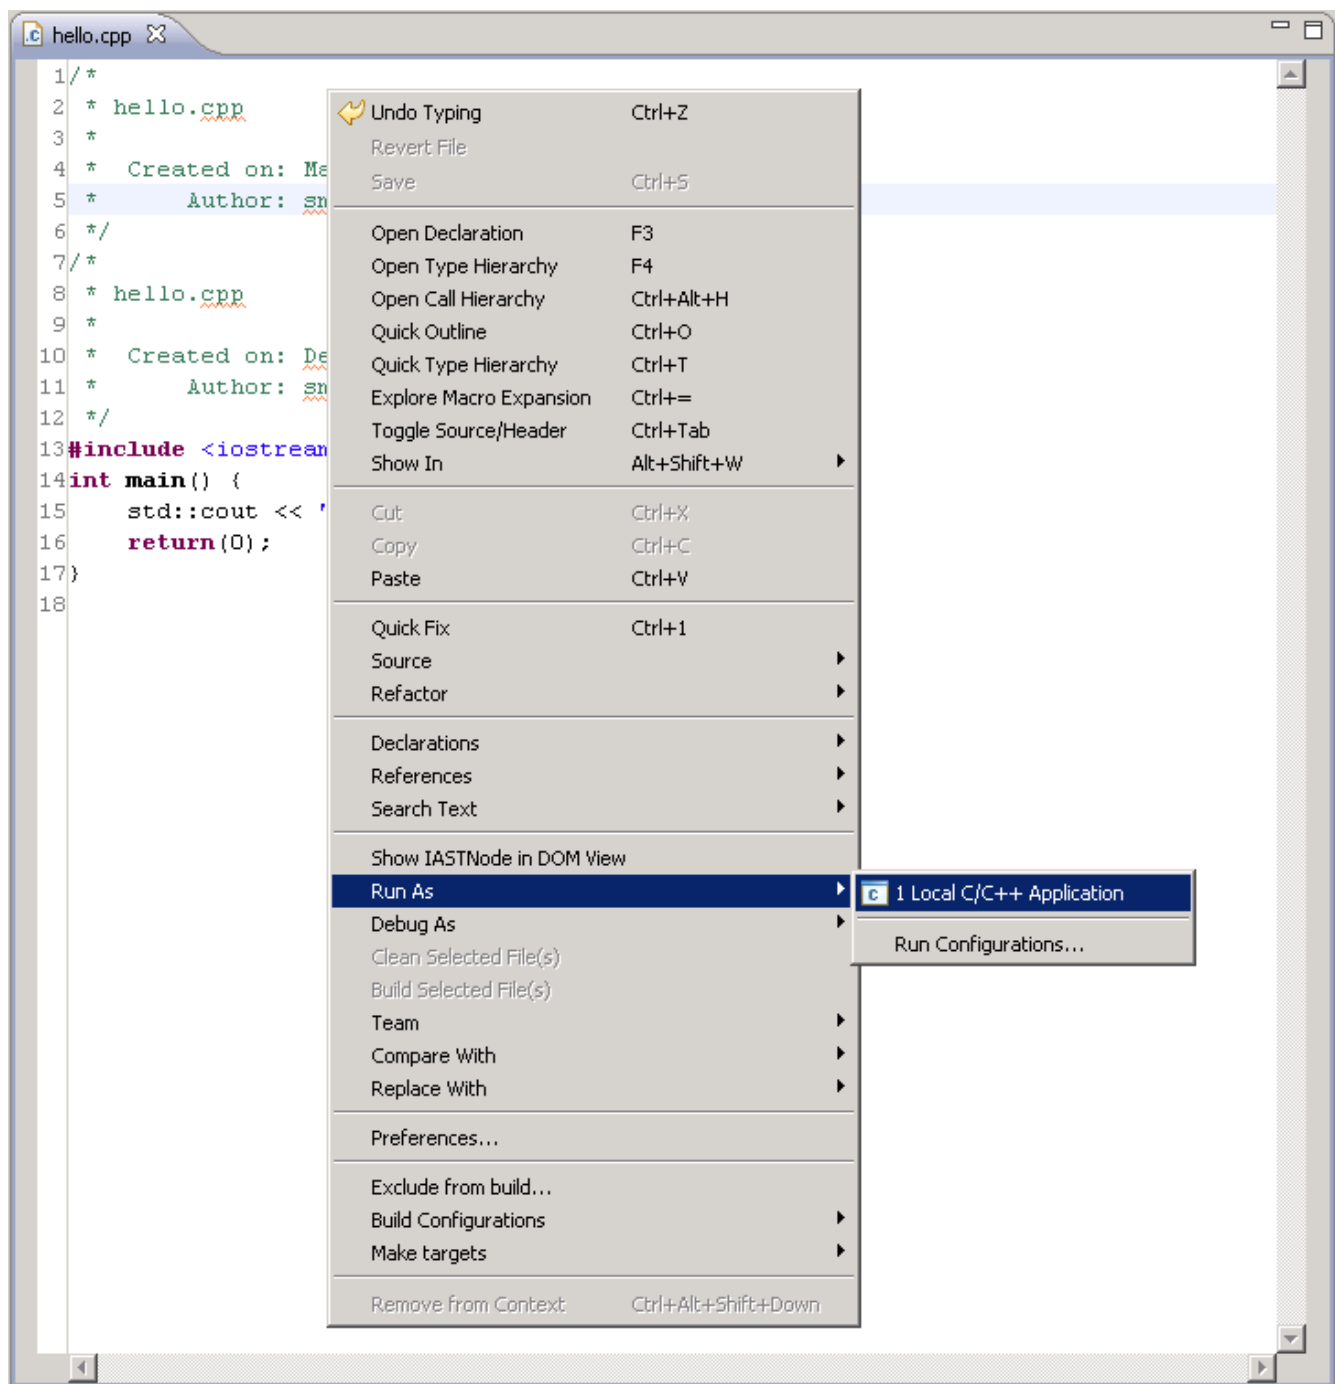 hello.cpp
1/*
2 * hello.cpp
3 *
4 * Created on: Ma
5 * Author: sn
6 */
7/*
8 * hello.cpp
9 *
10 * Created on: De
11 * Author: sn
12 */
13#include <iostream
14int main() {
15 std::cout << "
16 return(0);
17}
18
Undo Typing Ctrl+Z
Revert File
Save Ctrl+S
Open Declaration F3
Open Type Hierarchy F4
Open Call Hierarchy Ctrl+Alt+H
Quick Outline Ctrl+O
Quick Type Hierarchy Ctrl+T
Explore Macro Expansion Ctrl+=
Toggle Source/Header Ctrl+Tab
Show In Alt+Shift+W
Cut Ctrl+X
Copy Ctrl+C
Paste Ctrl+V
Quick Fix Ctrl+1
Source
Refactor
Declarations
References
Search Text
Show IASTNode in DOM View
Run As
Debug As
Clean Selected File(s)
Build Selected File(s)
Team
Compare With
Replace With
Preferences...
Exclude from build...
Build Configurations
Make targets
Remove from Context Ctrl+Alt+Shift+Down
1 Local C/C++ Application
Run Configurations...